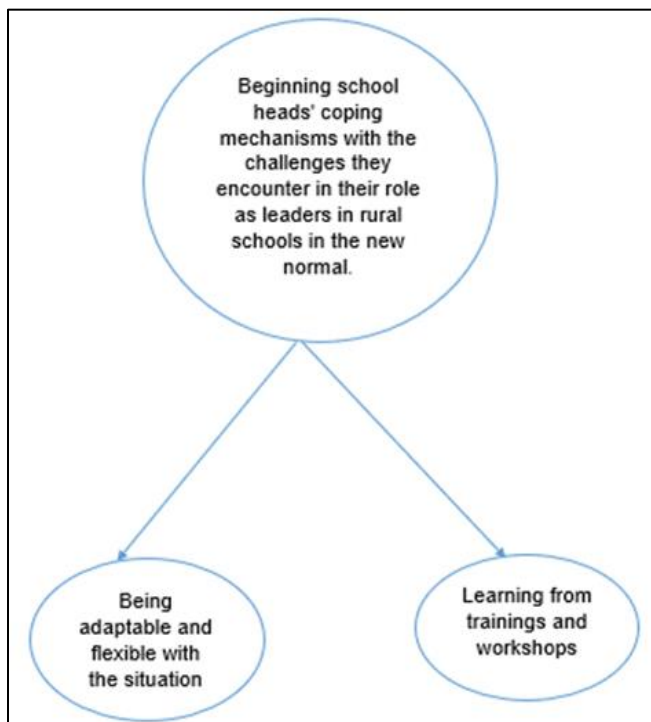 Beginning school
heads' coping
mechanisms with the
challenges they
encounter in their role
as leaders in rural
schools in the new
normal.
Being
adaptable and
flexible with
the situation
Learning from
trainings and
workshops